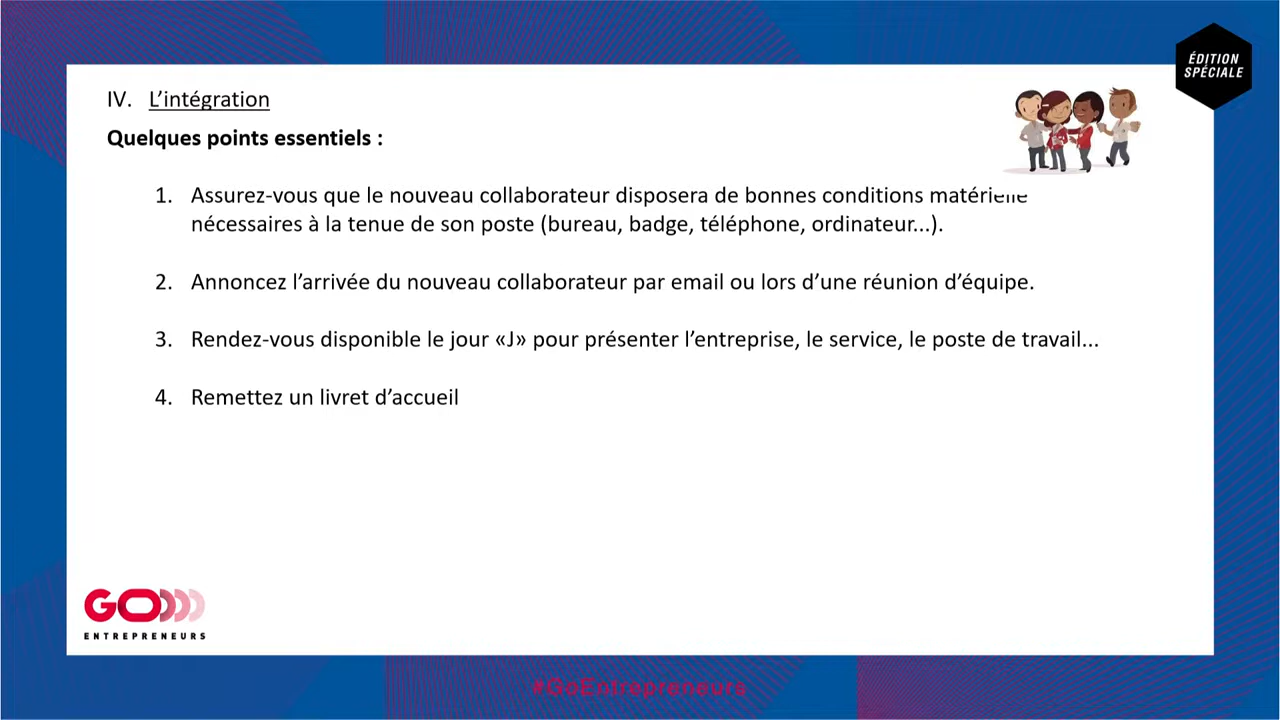 ÉDITION
SPÉCIALE
IV. L’intégration
Quelques points essentiels :
1. Assurez-vous que le nouveau collaborateur disposera de bonnes conditions matérielle
nécessaires à la tenue de son poste (bureau, badge, téléphone, ordinateur...).
2. Annoncez l’arrivée du nouveau collaborateur par email ou lors d’une réunion d’équipe.
3. Rendez-vous disponible le jour «J» pour présenter l’entreprise, le service, le poste de travail...
4. Remettez un livret d’accueil
GO
ENTREPRENEURS
#GoEntrepreneurs